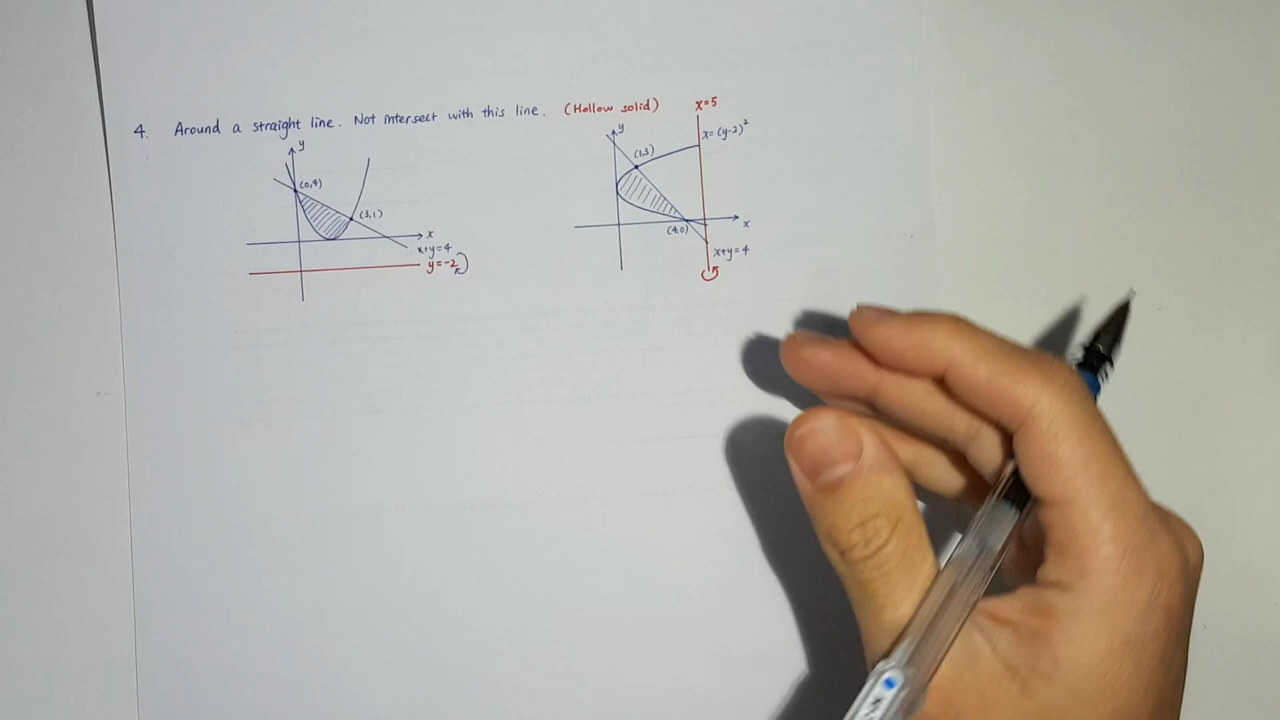 4. Around a straight line. Not intersect with this line. (Hollow solid)
y
(0,4)
(3,1)
x
x+y=4
y=-2
x=5
y
x=(y-2)²
(1,3)
x
(4,0)
x+y=4